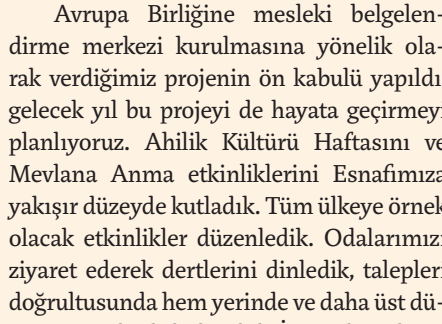 Avrupa Birliğine mesleki belgelen-
dirme merkezi kurulmasına yönelik ola-
rak verdiğimiz projenin ön kabulü yapıldı
gelecek yıl bu projeyi de hayata geçirmeyi
planlıyoruz. Ahilik Kültürü Haftasını ve
Mevlana Anma etkinliklerini Esnafımıza
yakışır düzeyde kutladık. Tüm ülkeye örnek
olacak etkinlikler düzenledik. Odalarımızı
ziyaret ederek dertlerini dinledik, talepleri
doğrultusunda hem yerinde ve daha üst dü-